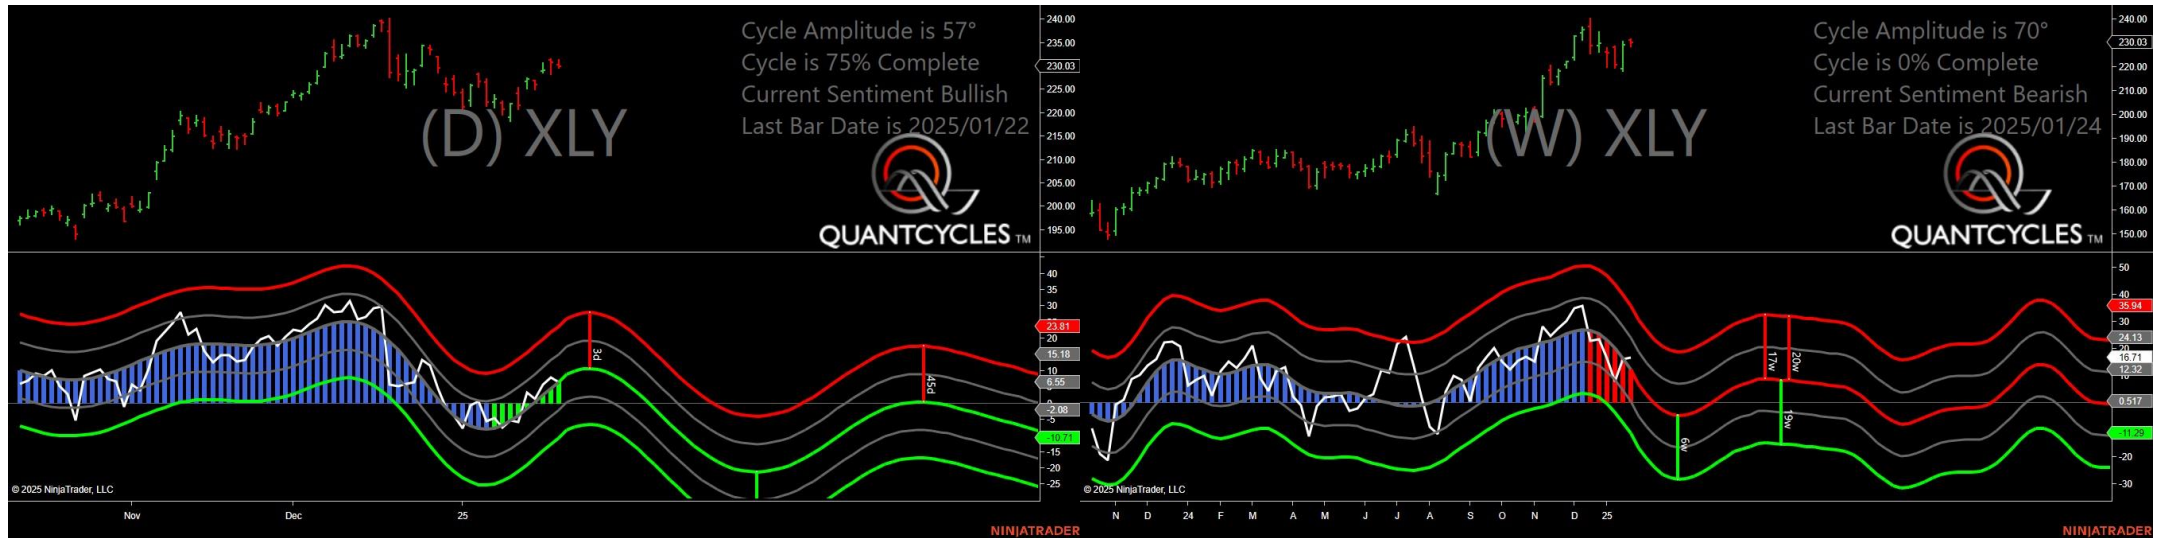 Cycle Amplitude is 57°
Cycle is 75% Complete
Current Sentiment Bullish
Last Bar Date is 2025/01/22
(D) XLY
QUANTCYCLES TM
240.00
235.00
230.03
225.00
220.00
215.00
210.00
205.00
200.00
195.00
40
35
30
23.81
20
15.18
6.55
-2.08
-5
-10.71
-15
-20
-25
3d
45d
© 2025 NinjaTrader, LLC
Nov
Dec
25
NINJATRADER
Cycle Amplitude is 70°
Cycle is 0% Complete
Current Sentiment Bearish
Last Bar Date is 2025/01/24
(W) XLY
QUANTCYCLES TM
240.00
230.03
220.00
210.00
200.00
190.00
180.00
170.00
160.00
150.00
50
40
35.94
30
24.13
16.71
12.32
0.517
-11.29
-20
-30
6w
17w
20w
19w
© 2025 NinjaTrader, LLC
N D 24 F M A M J J A S O N D 25
NINJATRADER